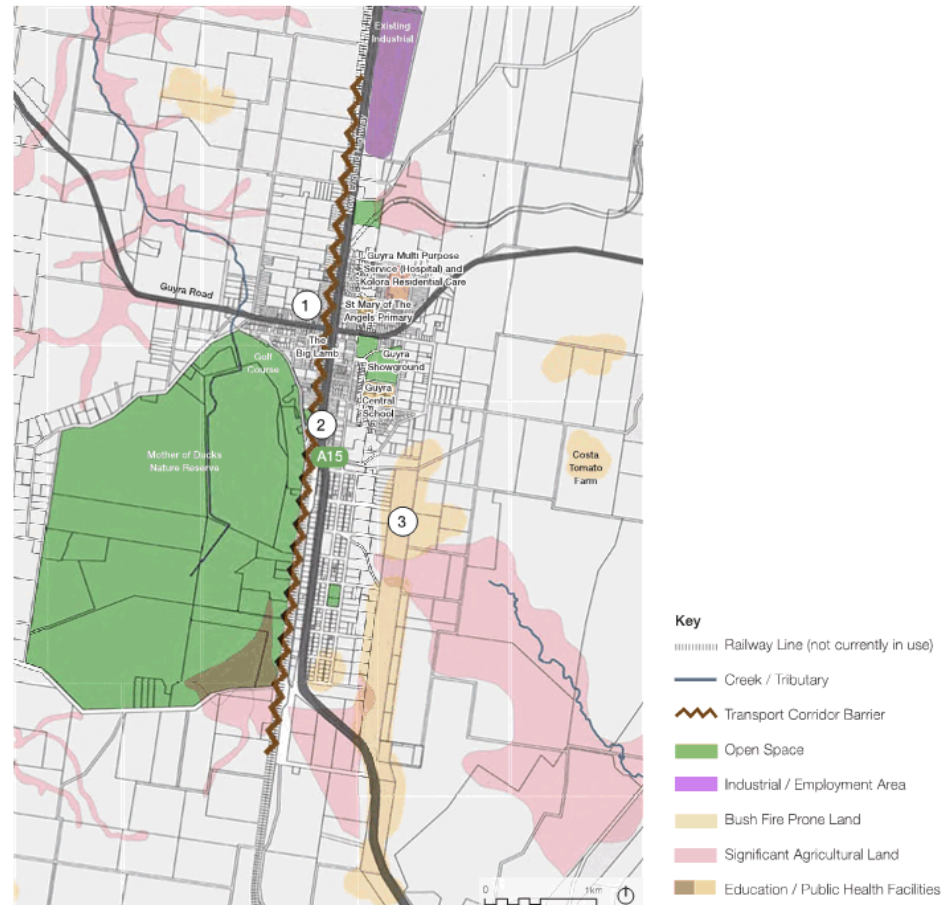 Existing
Industrial
New England Highway
Guyra Multi Purpose
Service (Hospital) and
Kolora Residential Care
Guyra Road
1
St Mary of The
Angels Primary
The
Big Lamb
Golf
Course
Guyra
Showground
Guyra
Central
School
2
A15
Mother of Ducks
Nature Reserve
Costa
Tomato
Farm
3
Key
Railway Line (not currently in use)
Creek / Tributary
Transport Corridor Barrier
Open Space
Industrial / Employment Area
Bush Fire Prone Land
Significant Agricultural Land
Education / Public Health Facilities
0 1km